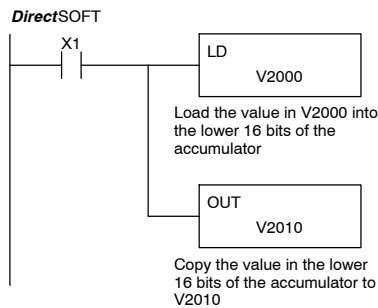 DirectSOFT
X1
LD
V2000
Load the value in V2000 into
the lower 16 bits of the
accumulator
OUT
V2010
Copy the value in the lower
16 bits of the accumulator to
V2010